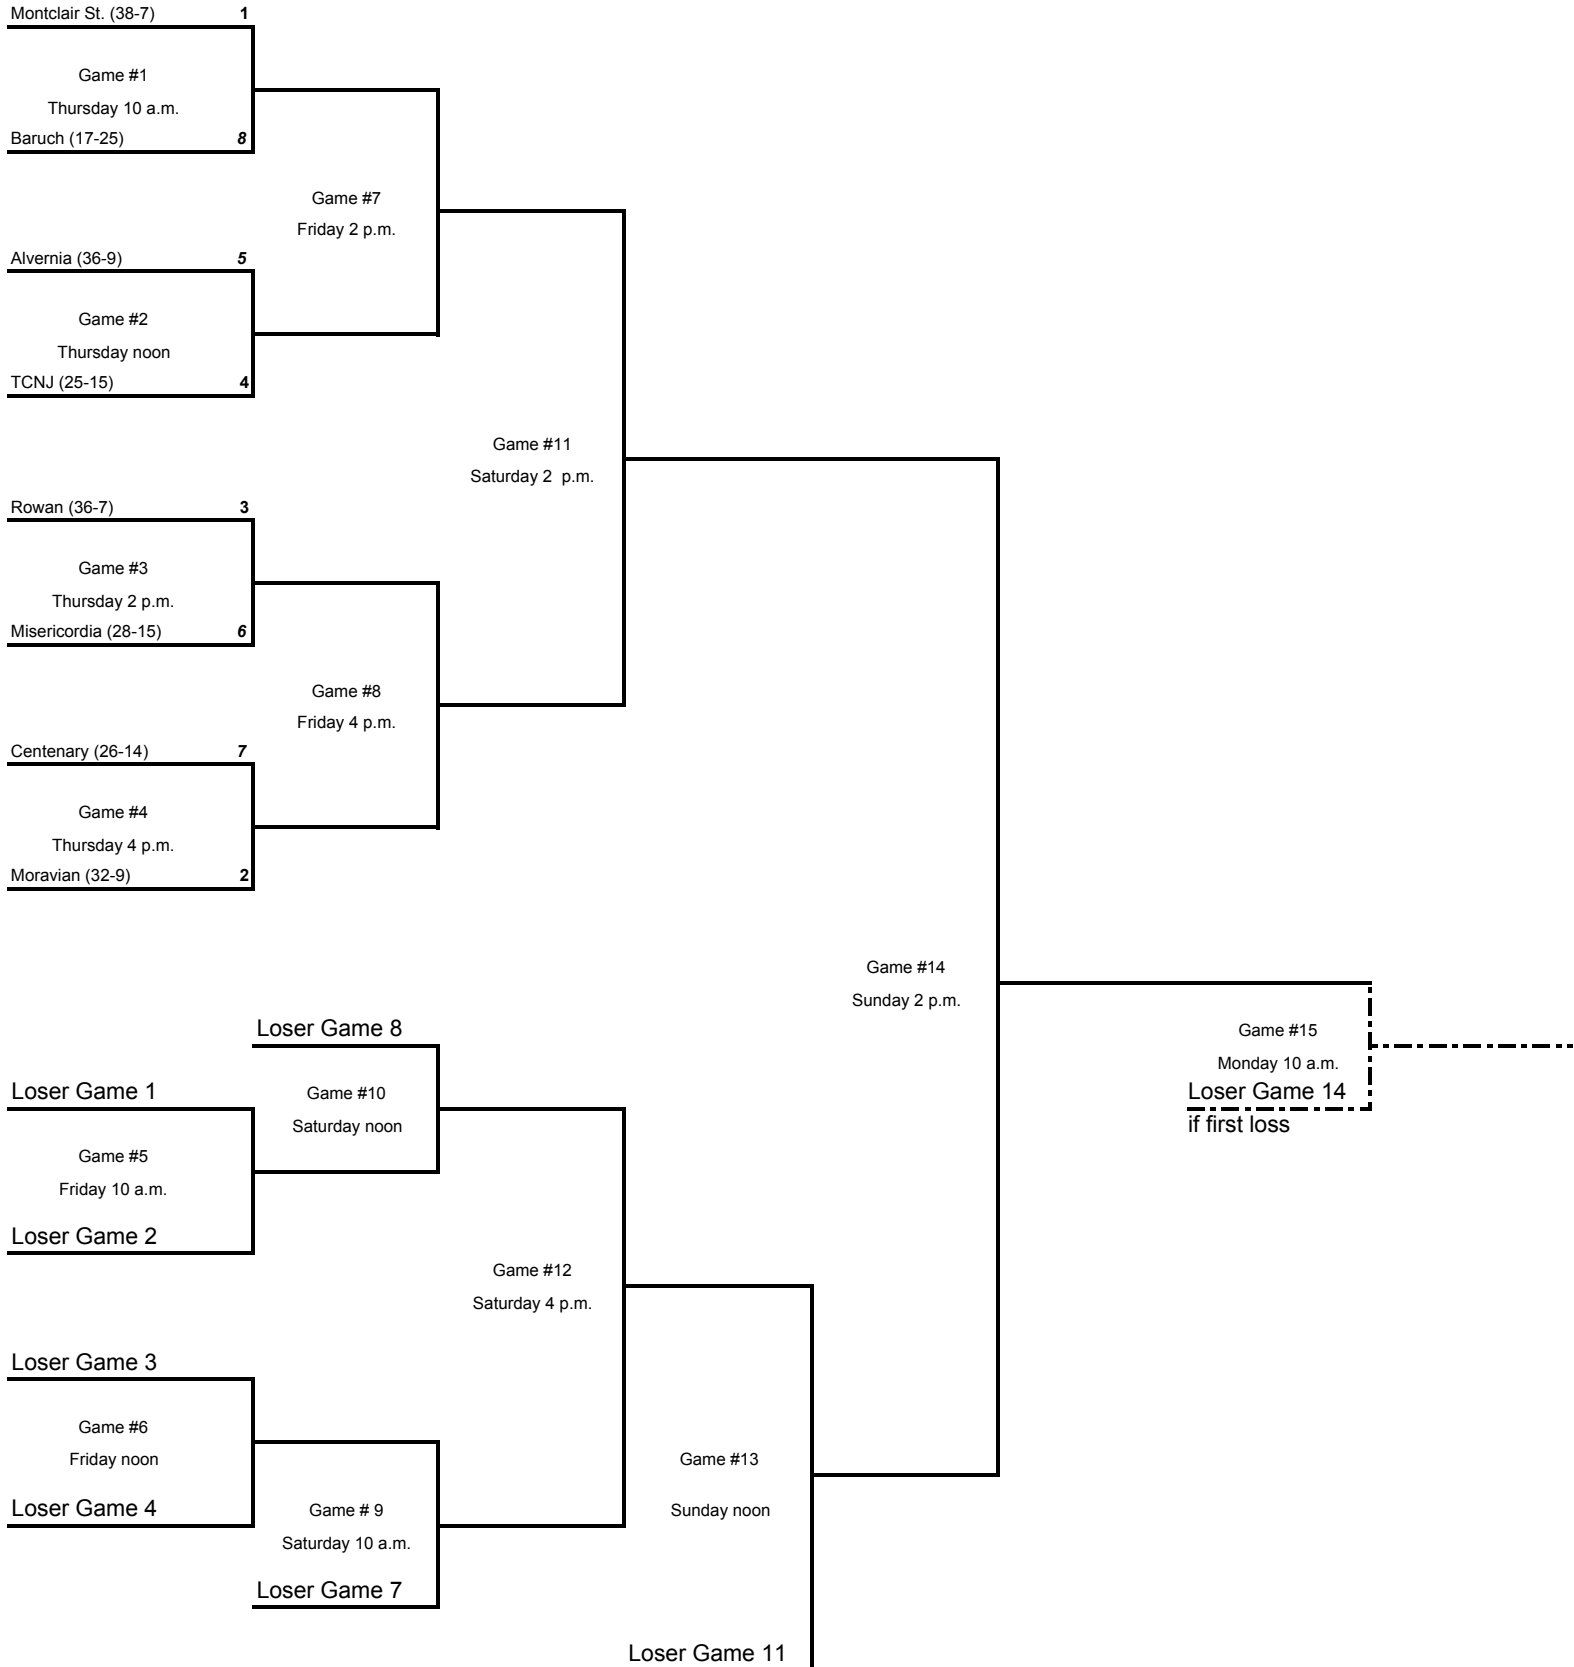 Montclair St. (38-7) 1
Game #1
Thursday 10 a.m.
Baruch (17-25) 8
Game #7
Friday 2 p.m.
Alvernia (36-9) 5
Game #2
Thursday noon
TCNJ (25-15) 4
Game #11
Saturday 2 p.m.
Rowan (36-7) 3
Game #3
Thursday 2 p.m.
Misericordia (28-15) 6
Game #8
Friday 4 p.m.
Centenary (26-14) 7
Game #4
Thursday 4 p.m.
Moravian (32-9) 2
Game #14
Sunday 2 p.m.
Loser Game 8
Game #15
Monday 10 a.m.
Loser Game 14
if first loss
Loser Game 1
Game #10
Saturday noon
Game #5
Friday 10 a.m.
Loser Game 2
Game #12
Saturday 4 p.m.
Loser Game 3
Game #6
Friday noon
Loser Game 4
Game #13
Sunday noon
Game # 9
Saturday 10 a.m.
Loser Game 7
Loser Game 11